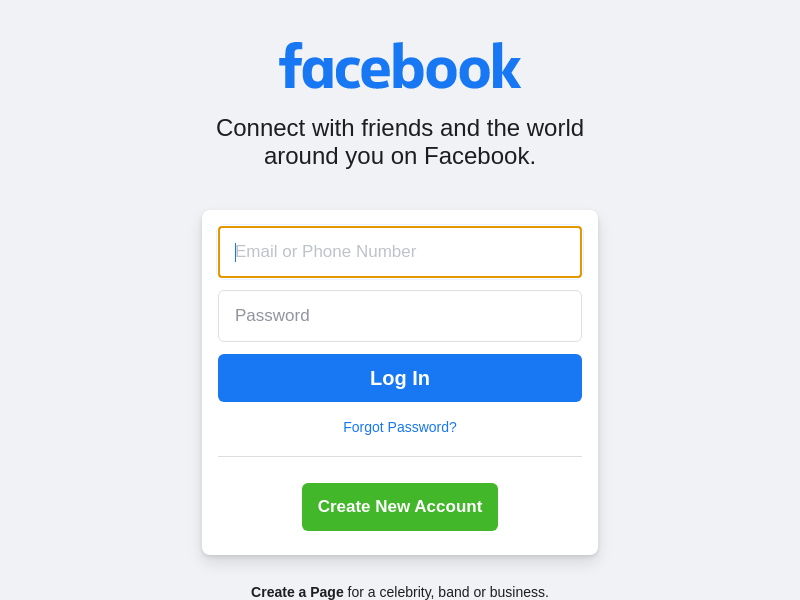 facebook
Connect with friends and the world
around you on Facebook.
Email or Phone Number
Password
Log In
Forgot Password?
Create New Account
Create a Page for a celebrity, band or business.